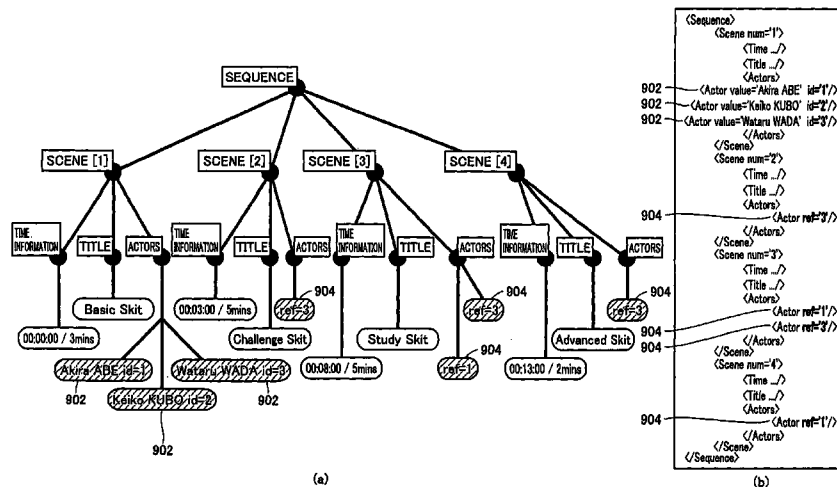 SEQUENCE
SCENE [1]
SCENE [2]
SCENE [3]
SCENE [4]
TIME INFORMATION
TITLE
ACTORS
TIME INFORMATION
TITLE
ACTORS
TIME INFORMATION
TITLE
ACTORS
TIME INFORMATION
TITLE
ACTORS
00:00:00 / 3mins
Basic Skit
Akira ABE id=1
902
Keiko KUBO id=2
902
Wataru WADA id=3
902
00:03:00 / 5mins
Challenge Skit
904
ref=3
00:08:00 / 5mins
Study Skit
ref=1
904
ref=3
904
00:13:00 / 2mins
Advanced Skit
904
ref=3
(a)
<Sequence>
<Scene num='1'>
<Time .../>
<Title .../>
<Actors>
902 <Actor value='Akira ABE' id='1'/>
902 <Actor value='Keiko KUBO' id='2'/>
902 <Actor value='Wataru WADA' id='3'/>
</Actors>
</Scene>
<Scene num='2'>
<Time .../>
<Title .../>
<Actors>
904 <Actor ref='3'/>
</Actors>
</Scene>
<Scene num='3'>
<Time .../>
<Title .../>
<Actors>
904 <Actor ref='1'/>
904 <Actor ref='3'/>
</Actors>
</Scene>
<Scene num='4'>
<Time .../>
<Title .../>
<Actors>
904 <Actor ref='1'/>
</Actors>
</Scene>
</Sequence>
(b)